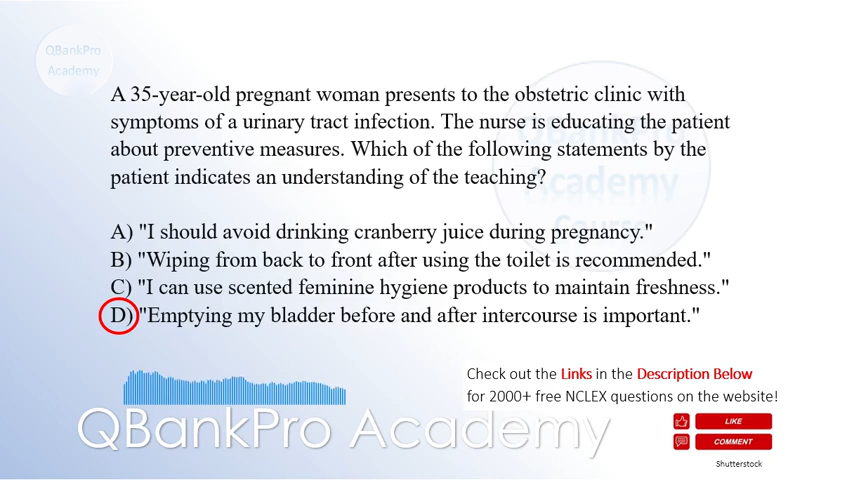 QBankPro
Academy
A 35-year-old pregnant woman presents to the obstetric clinic with
symptoms of a urinary tract infection. The nurse is educating the patient
about preventive measures. Which of the following statements by the
patient indicates an understanding of the teaching?
QBankPro
Academy
Course
A) "I should avoid drinking cranberry juice during pregnancy."
B) "Wiping from back to front after using the toilet is recommended."
C) "I can use scented feminine hygiene products to maintain freshness."
D) "Emptying my bladder before and after intercourse is important."
Check out the Links in the Description Below
for 2000+ free NCLEX questions on the website!
QBankPro Academy
LIKE
COMMENT
Shutterstock